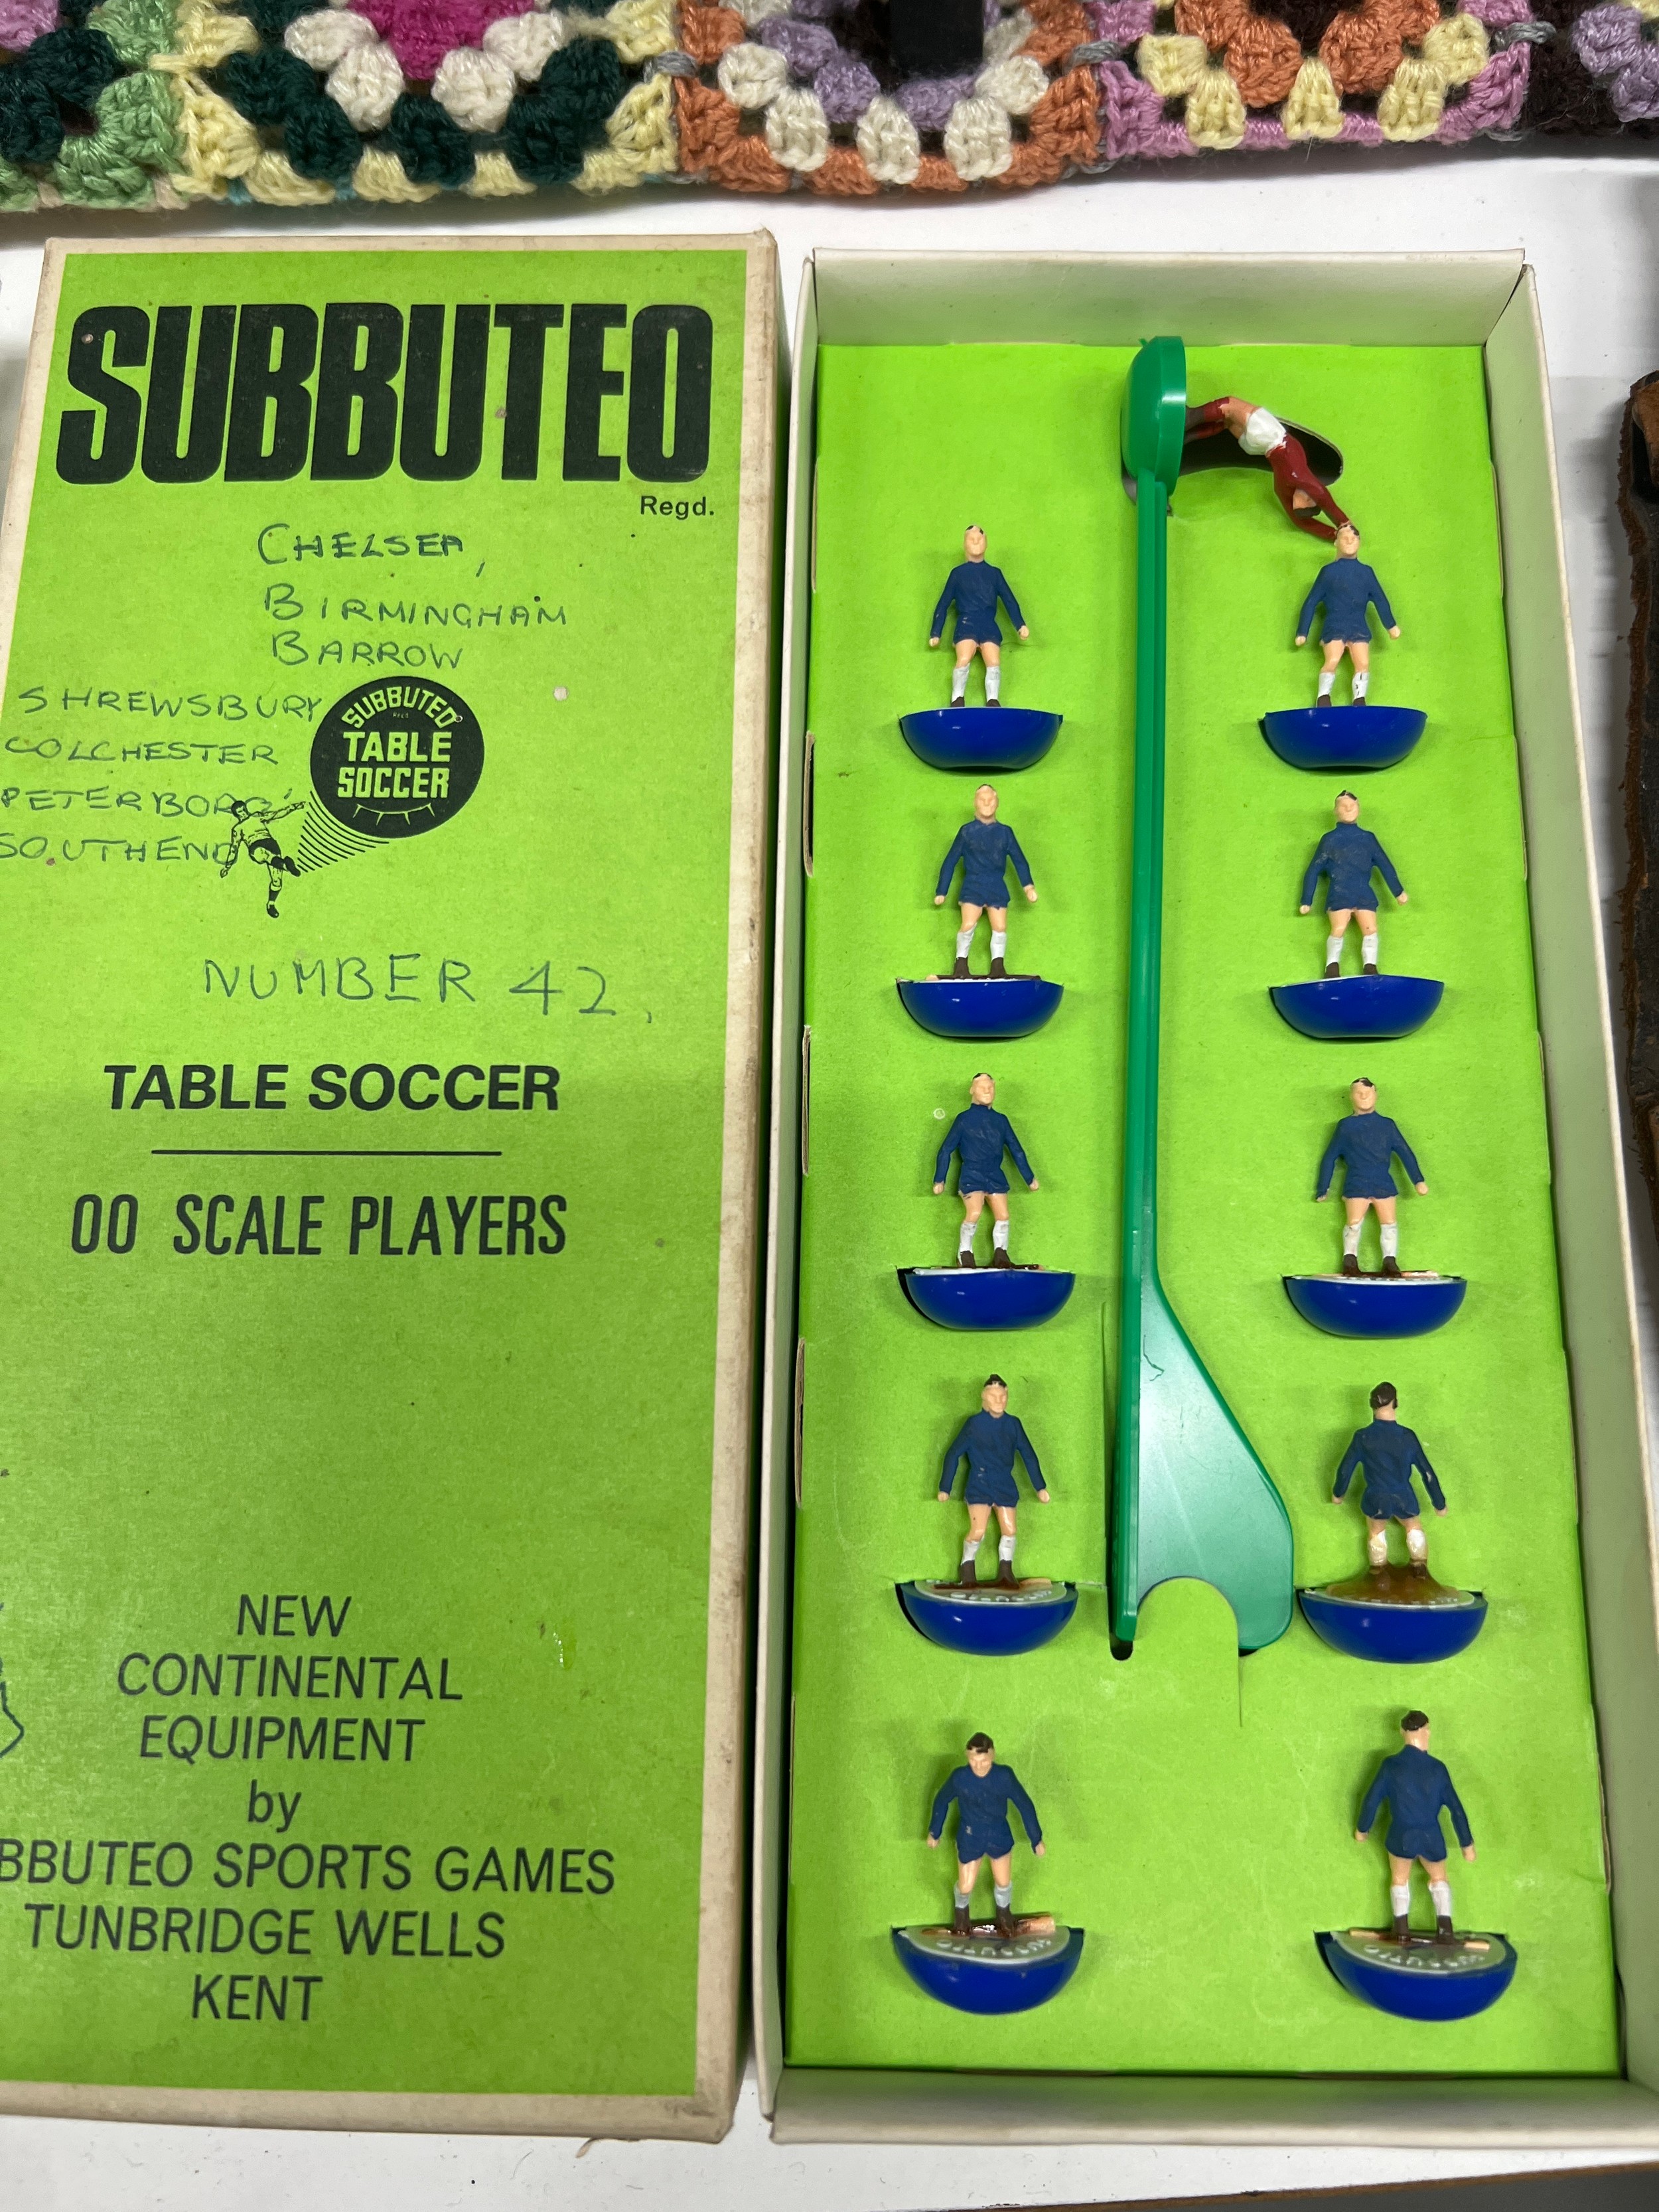 SUBBUTEO
Regd.
CHELSEA,
BIRMINGHAM
BARROW
SHREWSBURY
COLCHESTER
PETERBORO'
SOUTHEND
SUBBUTEO
REGD
TABLE
SOCCER
NUMBER 42.
TABLE SOCCER
00 SCALE PLAYERS
NEW
CONTINENTAL
EQUIPMENT
by
BBUTEO SPORTS GAMES
TUNBRIDGE WELLS
KENT